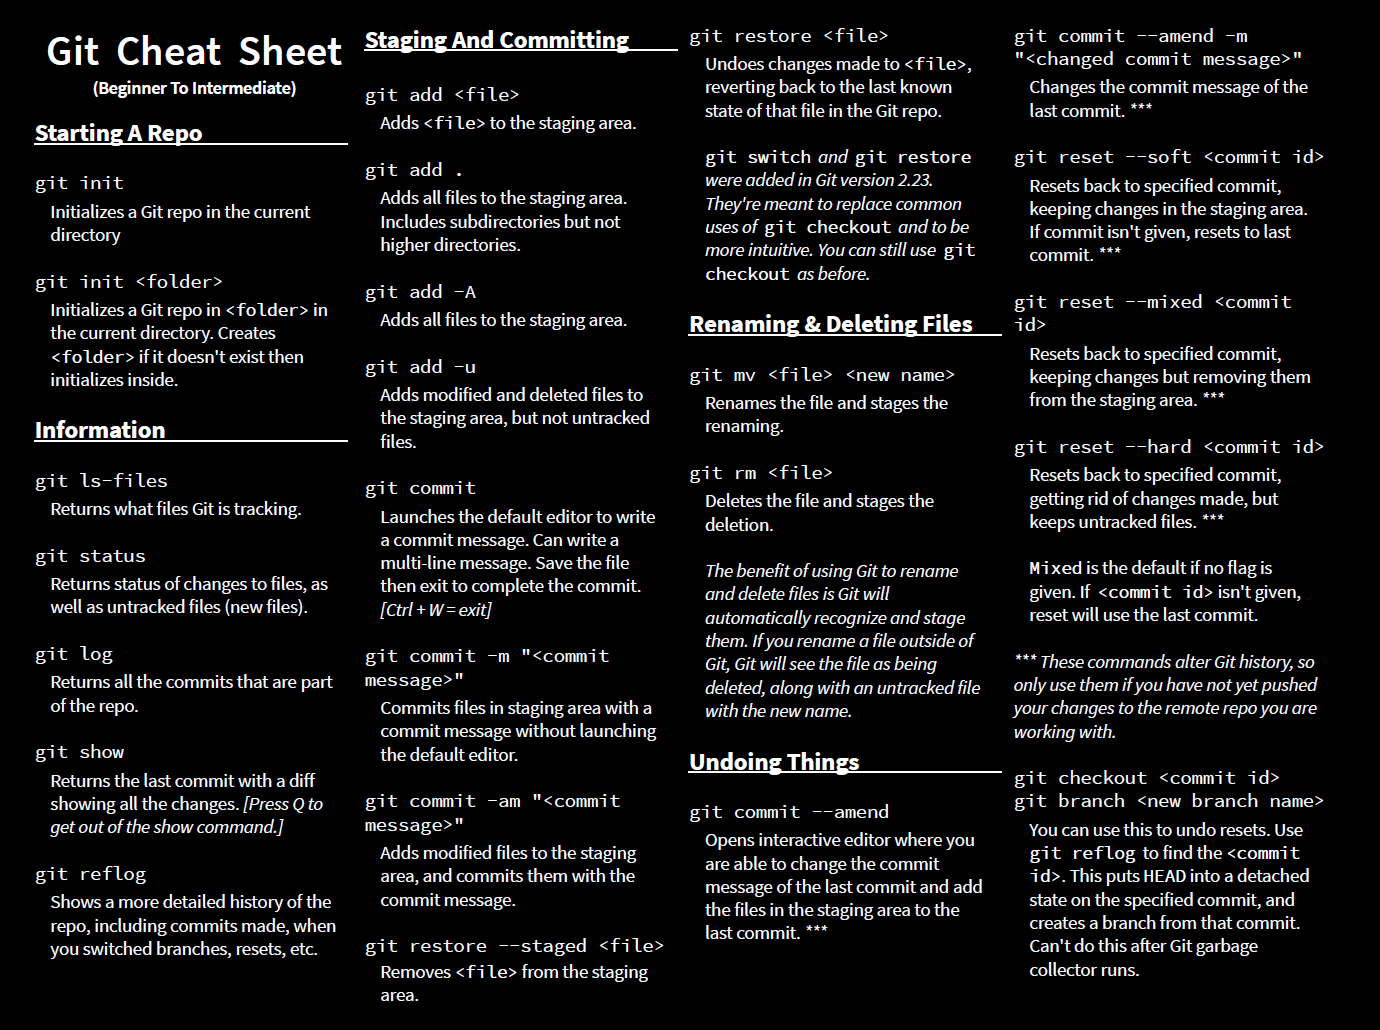 Git Cheat Sheet
(Beginner To Intermediate)
Starting A Repo
git init
Initializes a Git repo in the current
directory
git init <folder>
Initializes a Git repo in <folder> in
the current directory. Creates
<folder> if it doesn't exist then
initializes inside.
Information
git ls-files
Returns what files Git is tracking.
git status
Returns status of changes to files, as
well as untracked files (new files).
git log
Returns all the commits that are part
of the repo.
git show
Returns the last commit with a diff
showing all the changes. [Press Q to
get out of the show command.]
git reflog
Shows a more detailed history of the
repo, including commits made, when
you switched branches, resets, etc.
Staging And Committing
git add <file>
Adds <file> to the staging area.
git add .
Adds all files to the staging area.
Includes subdirectories but not
higher directories.
git add -A
Adds all files to the staging area.
git add -u
Adds modified and deleted files to
the staging area, but not untracked
files.
git commit
Launches the default editor to write
a commit message. Can write a
multi-line message. Save the file
then exit to complete the commit.
[Ctrl + W = exit]
git commit -m "<commit
message>"
Commits files in staging area with a
commit message without launching
the default editor.
git commit -am "<commit
message>"
Adds modified files to the staging
area, and commits them with the
commit message.
git restore --staged <file>
Removes <file> from the staging
area.
git restore <file>
Undoes changes made to <file>,
reverting back to the last known
state of that file in the Git repo.
git switch and git restore
were added in Git version 2.23.
They're meant to replace common
uses of git checkout and to be
more intuitive. You can still use git
checkout as before.
Renaming & Deleting Files
git mv <file> <new name>
Renames the file and stages the
renaming.
git rm <file>
Deletes the file and stages the
deletion.
The benefit of using Git to rename
and delete files is Git will
automatically recognize and stage
them. If you rename a file outside of
Git, Git will see the file as being
deleted, along with an untracked file
with the new name.
Undoing Things
git commit --amend
Opens interactive editor where you
are able to change the commit
message of the last commit and add
the files in the staging area to the
last commit. ***
git commit --amend -m
"<changed commit message>"
Changes the commit message of the
last commit. ***
git reset --soft <commit id>
Resets back to specified commit,
keeping changes in the staging area.
If commit isn't given, resets to last
commit. ***
git reset --mixed <commit
id>
Resets back to specified commit,
keeping changes but removing them
from the staging area. ***
git reset --hard <commit id>
Resets back to specified commit,
getting rid of changes made, but
keeps untracked files. ***
Mixed is the default if no flag is
given. If <commit id> isn't given,
reset will use the last commit.
*** These commands alter Git history, so
only use them if you have not yet pushed
your changes to the remote repo you are
working with.
git checkout <commit id>
git branch <new branch name>
You can use this to undo resets. Use
git reflog to find the <commit
id>. This puts HEAD into a detached
state on the specified commit, and
creates a branch from that commit.
Can't do this after Git garbage
collector runs.